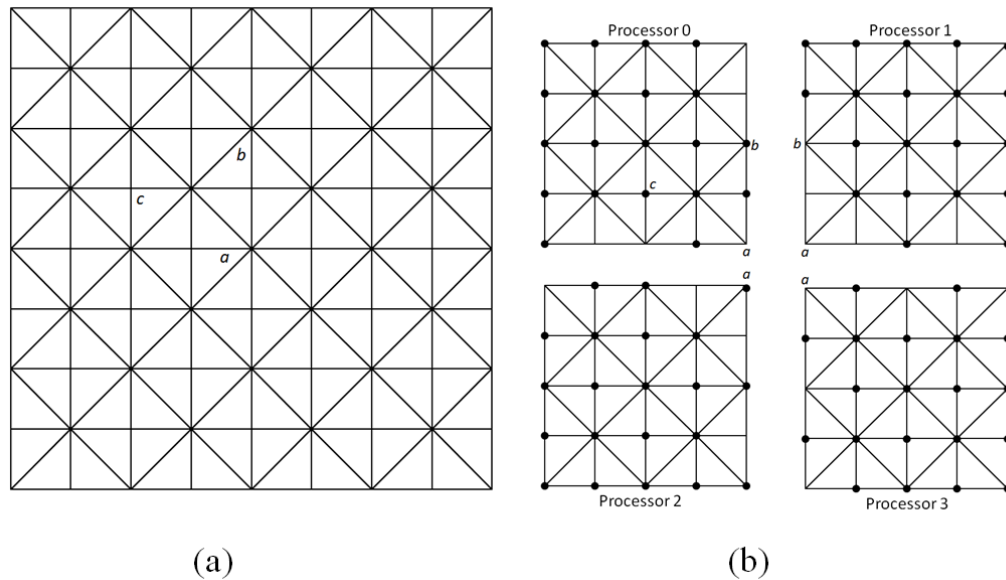 Processor 0
Processor 1
b
c
a
b
b
c
a
a
a
a
Processor 2
Processor 3
(a)
(b)